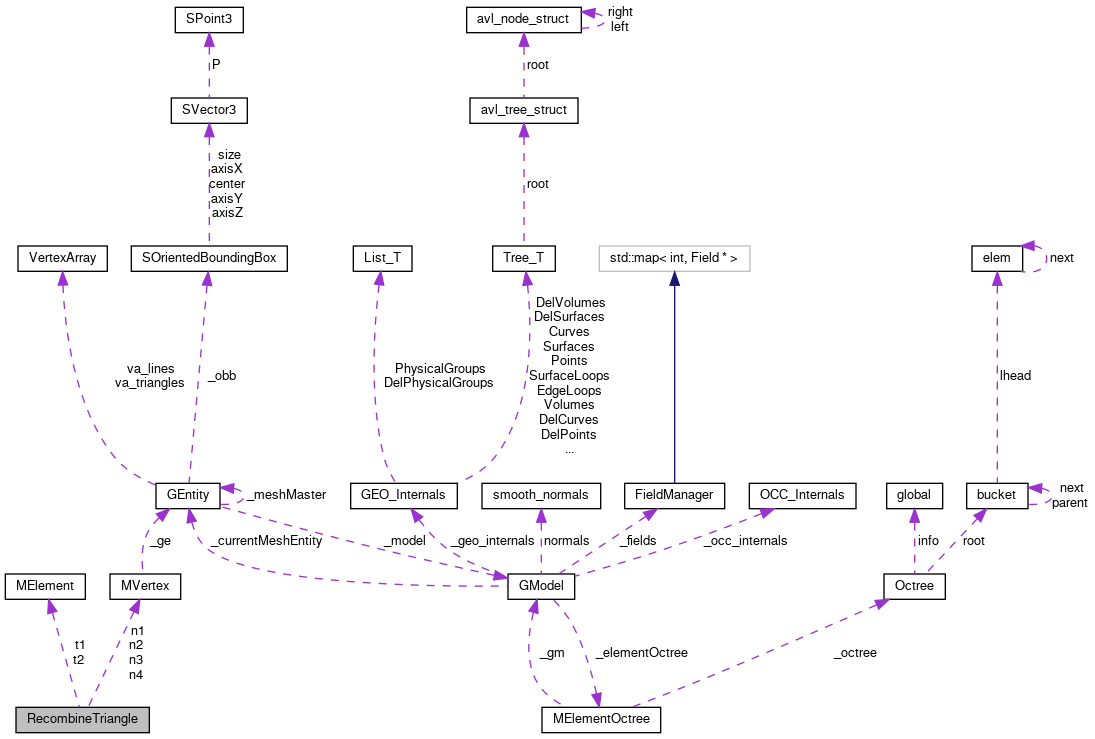 SPoint3
avl_node_struct
right
left
P
root
SVector3
avl_tree_struct
size
axisX
center
axisY
axisZ
root
VertexArray
SOrientedBoundingBox
List_T
Tree_T
std::map< int, Field * >
elem
next
va_lines
va_triangles
_obb
PhysicalGroups
DelPhysicalGroups
DelVolumes
DelSurfaces
Curves
Surfaces
Points
SurfaceLoops
EdgeLoops
Volumes
DelCurves
DelPoints
...
lhead
GEntity
_meshMaster
GEO_Internals
smooth_normals
FieldManager
OCC_Internals
global
bucket
next
parent
_ge
_currentMeshEntity
_model
_geo_internals
normals
_fields
_occ_internals
info
root
MElement
MVertex
GModel
Octree
t1
t2
n1
n2
n3
n4
_gm
_elementOctree
_octree
RecombineTriangle
MElementOctree